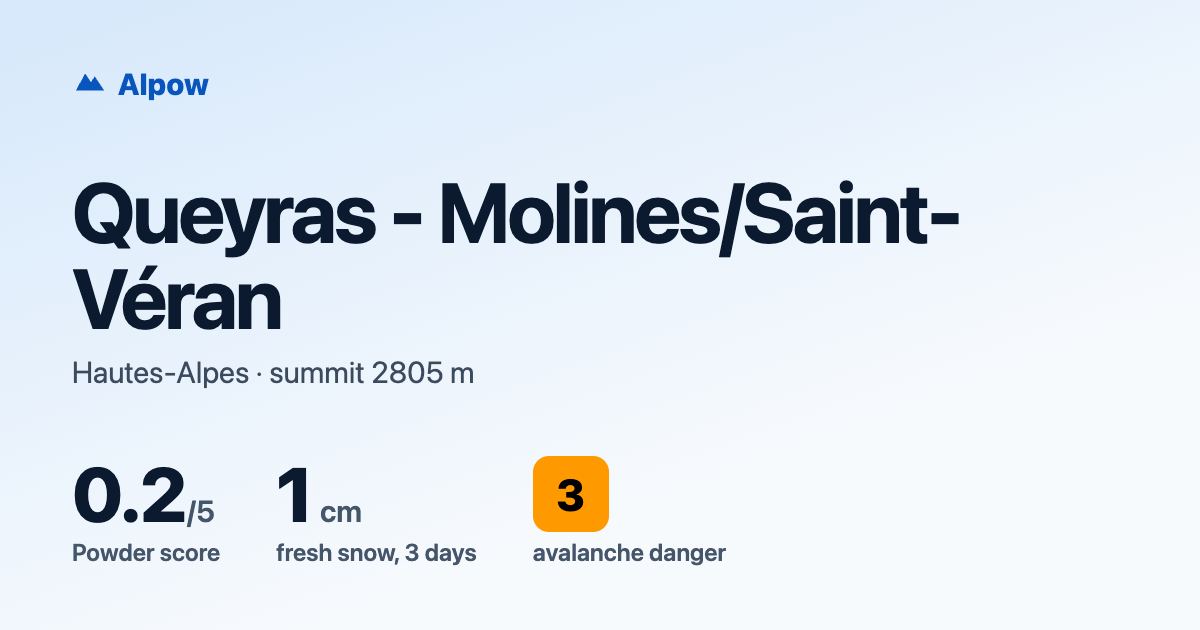 Alpow
Queyras - Molines/Saint-
Véran
Hautes-Alpes · summit 2805 m
0.2/5
Powder score
1 cm
fresh snow, 3 days
3
avalanche danger